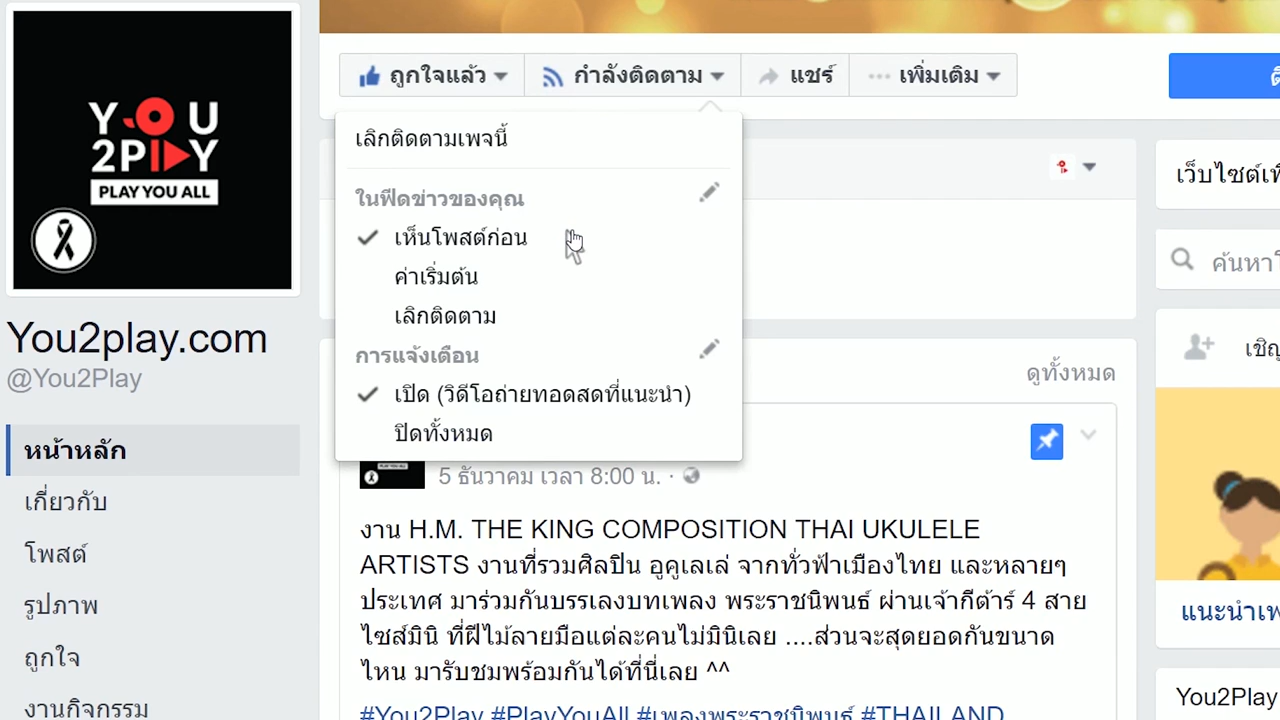 YOU
2PLAY
PLAY YOU ALL
You2play.com
@You2Play
หน้าหลัก
เกี่ยวกับ
โพสต์
รูปภาพ
ถูกใจ
งานกิจกรรม
ถูกใจแล้ว
กำลังติดตาม
แชร์
เพิ่มเติม
เลิกติดตามเพจนี้
ในฟีดข่าวของคุณ
เห็นโพสต์ก่อน
ค่าเริ่มต้น
เลิกติดตาม
การแจ้งเตือน
เปิด (วิดีโอถ่ายทอดสดที่แนะนำ)
ปิดทั้งหมด
ดูทั้งหมด
5 ธันวาคม เวลา 8:00 น. ·
งาน H.M. THE KING COMPOSITION THAI UKULELE
ARTISTS งานที่รวมศิลปิน อูคูเลเล่ จากทั่วฟ้าเมืองไทย และหลายๆ
ประเทศ มาร่วมกันบรรเลงบทเพลง พระราชนิพนธ์ ผ่านเจ้ากีต้าร์ 4 สาย
ไซส์มินิ ที่ฝีไม้ลายมือแต่ละคนไม่มินิเลย ....ส่วนจะสุดยอดกันขนาด
ไหน มารับชมพร้อมกันได้ที่นี่เลย ^^
#You2Play #PlayYouAll #เพลงพระราชนิพนธ์ #THAILAND
You2Play